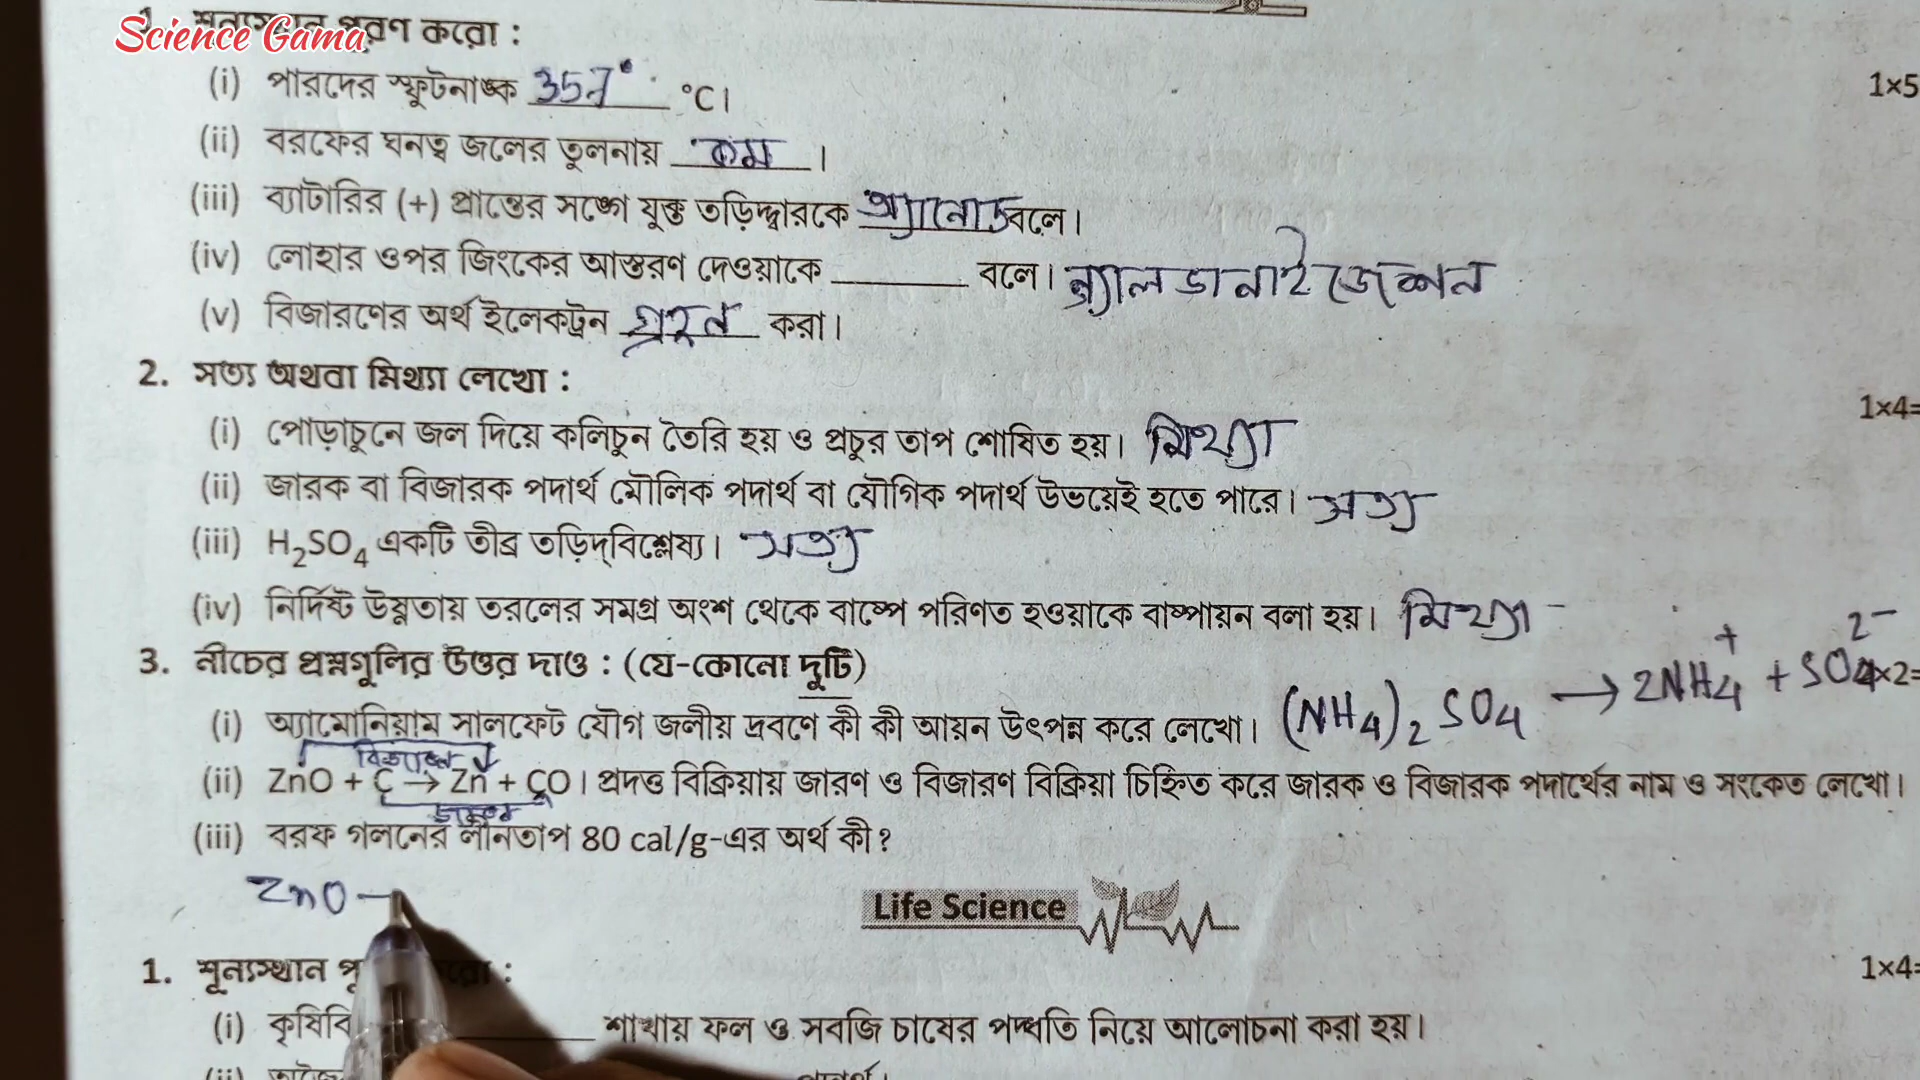 Science Gama
1. শূন্যস্থান পূরণ করো :
(i) পারদের স্ফুটনাঙ্ক 357° °C।
1×5
(ii) বরফের ঘনত্ব জলের তুলনায় কম ।
(iii) ব্যাটারির (+) প্রান্তের সঙ্গে যুক্ত তড়িদ্দ্বারকে অ্যানোড বলে।
(iv) লোহার ওপর জিংকের আস্তরণ দেওয়াকে ______ বলে। গ্যালভানাইজেশন
(v) বিজারণের অর্থ ইলেকট্রন গ্রহন করা।
2. সত্য অথবা মিথ্যা লেখো :
1×4=
(i) পোড়াচুনে জল দিয়ে কলিচুন তৈরি হয় ও প্রচুর তাপ শোষিত হয়। মিথ্যা
(ii) জারক বা বিজারক পদার্থ মৌলিক পদার্থ বা যৌগিক পদার্থ উভয়েই হতে পারে। সত্য
(iii) H₂SO₄ একটি তীব্র তড়িদ্‌বিশ্লেষ্য। সত্য
(iv) নির্দিষ্ট উষ্ণতায় তরলের সমগ্র অংশ থেকে বাষ্পে পরিণত হওয়াকে বাষ্পায়ন বলা হয়। মিথ্যা
3. নীচের প্রশ্নগুলির উত্তর দাও : (যে-কোনো দুটি)
×2=
(i) অ্যামোনিয়াম সালফেট যৌগ জলীয় দ্রবণে কী কী আয়ন উৎপন্ন করে লেখো। (NH₄)₂SO₄ → 2NH₄⁺ + SO₄²⁻
বিজারণ
(ii) ZnO + C → Zn + CO। প্রদত্ত বিক্রিয়ায় জারণ ও বিজারণ বিক্রিয়া চিহ্নিত করে জারক ও বিজারক পদার্থের নাম ও সংকেত লেখো।
জারণ
(iii) বরফ গলনের লীনতাপ 80 cal/g-এর অর্থ কী?
ZnO –
Life Science
1. শূন্যস্থান :
1×4=
(i) কৃষিবি ______ শাখায় ফল ও সবজি চাষের পদ্ধতি নিয়ে আলোচনা করা হয়।
(ii)